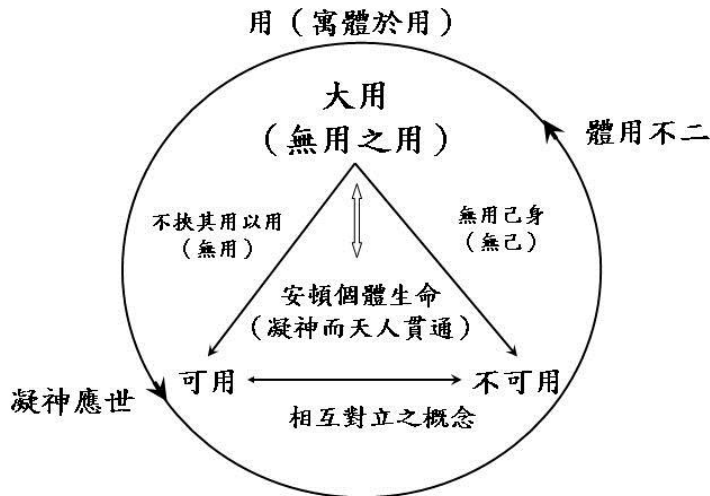 用（寓體於用）
大用
（無用之用）
體用不二
不挾其用以用
（無用）
無用己身
（無己）
安頓個體生命
（凝神而天人貫通）
可用
不可用
凝神應世
相互對立之概念